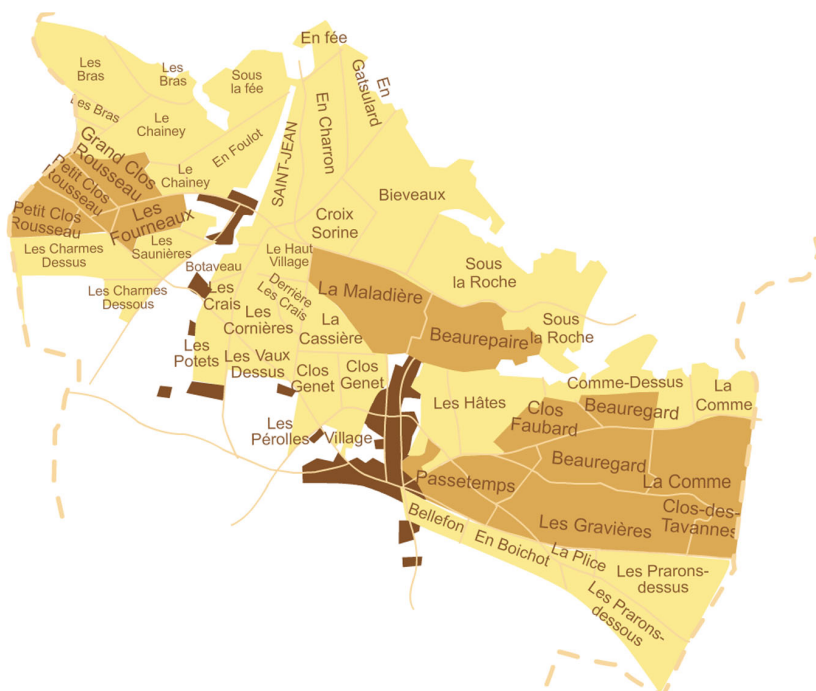 En fée
Les
Bras
Les
Bras
Sous
la fée
En
Gatsulard
Les Bras
Le
Chainey
En Charron
En Foulot
SAINT-JEAN
Grand Clos
Rousseau
Petit Clos
Rousseau
Le
Chainey
Bieveaux
Petit Clos
Rousseau
Les
Fourneaux
Croix
Sorine
Les Charmes
Dessus
Les
Saunières
Le Haut
Village
Sous
la Roche
Botaveau
Les Charmes
Dessous
Les
Crais
Derrière
Les Crais
La Maladière
Les
Cornières
La
Cassière
Beaurepaire
Sous
la Roche
Les
Potets
Les Vaux
Dessus
Clos
Genet
Clos
Genet
Comme-Dessus
La
Comme
Les Hâtes
Clos
Faubard
Beauregard
Les
Pérolles
Village
Beauregard
Passetemps
La Comme
Clos-des-
Tavannes
Les Gravières
Bellefon
En Boichot
La Plice
Les Prarons-
dessus
Les Prarons-
dessous